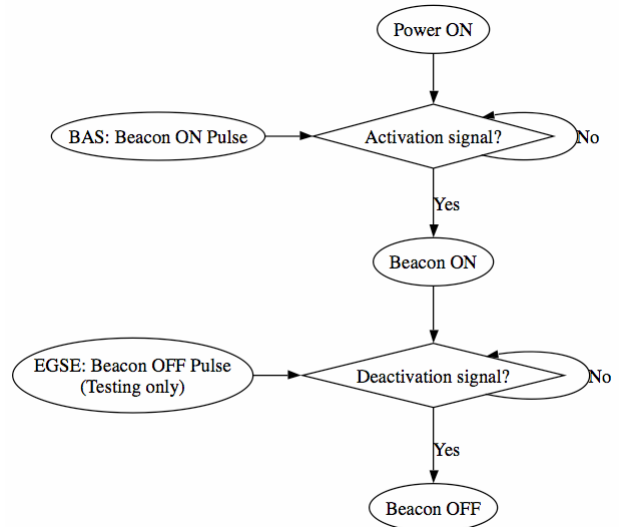 Power ON
BAS: Beacon ON Pulse
Activation signal?
No
Yes
Beacon ON
EGSE: Beacon OFF Pulse
(Testing only)
Deactivation signal?
No
Yes
Beacon OFF